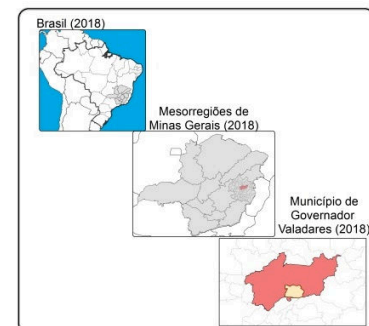 Brasil (2018)
Mesorregiões de
Minas Gerais (2018)
Município de
Governador
Valadares (2018)